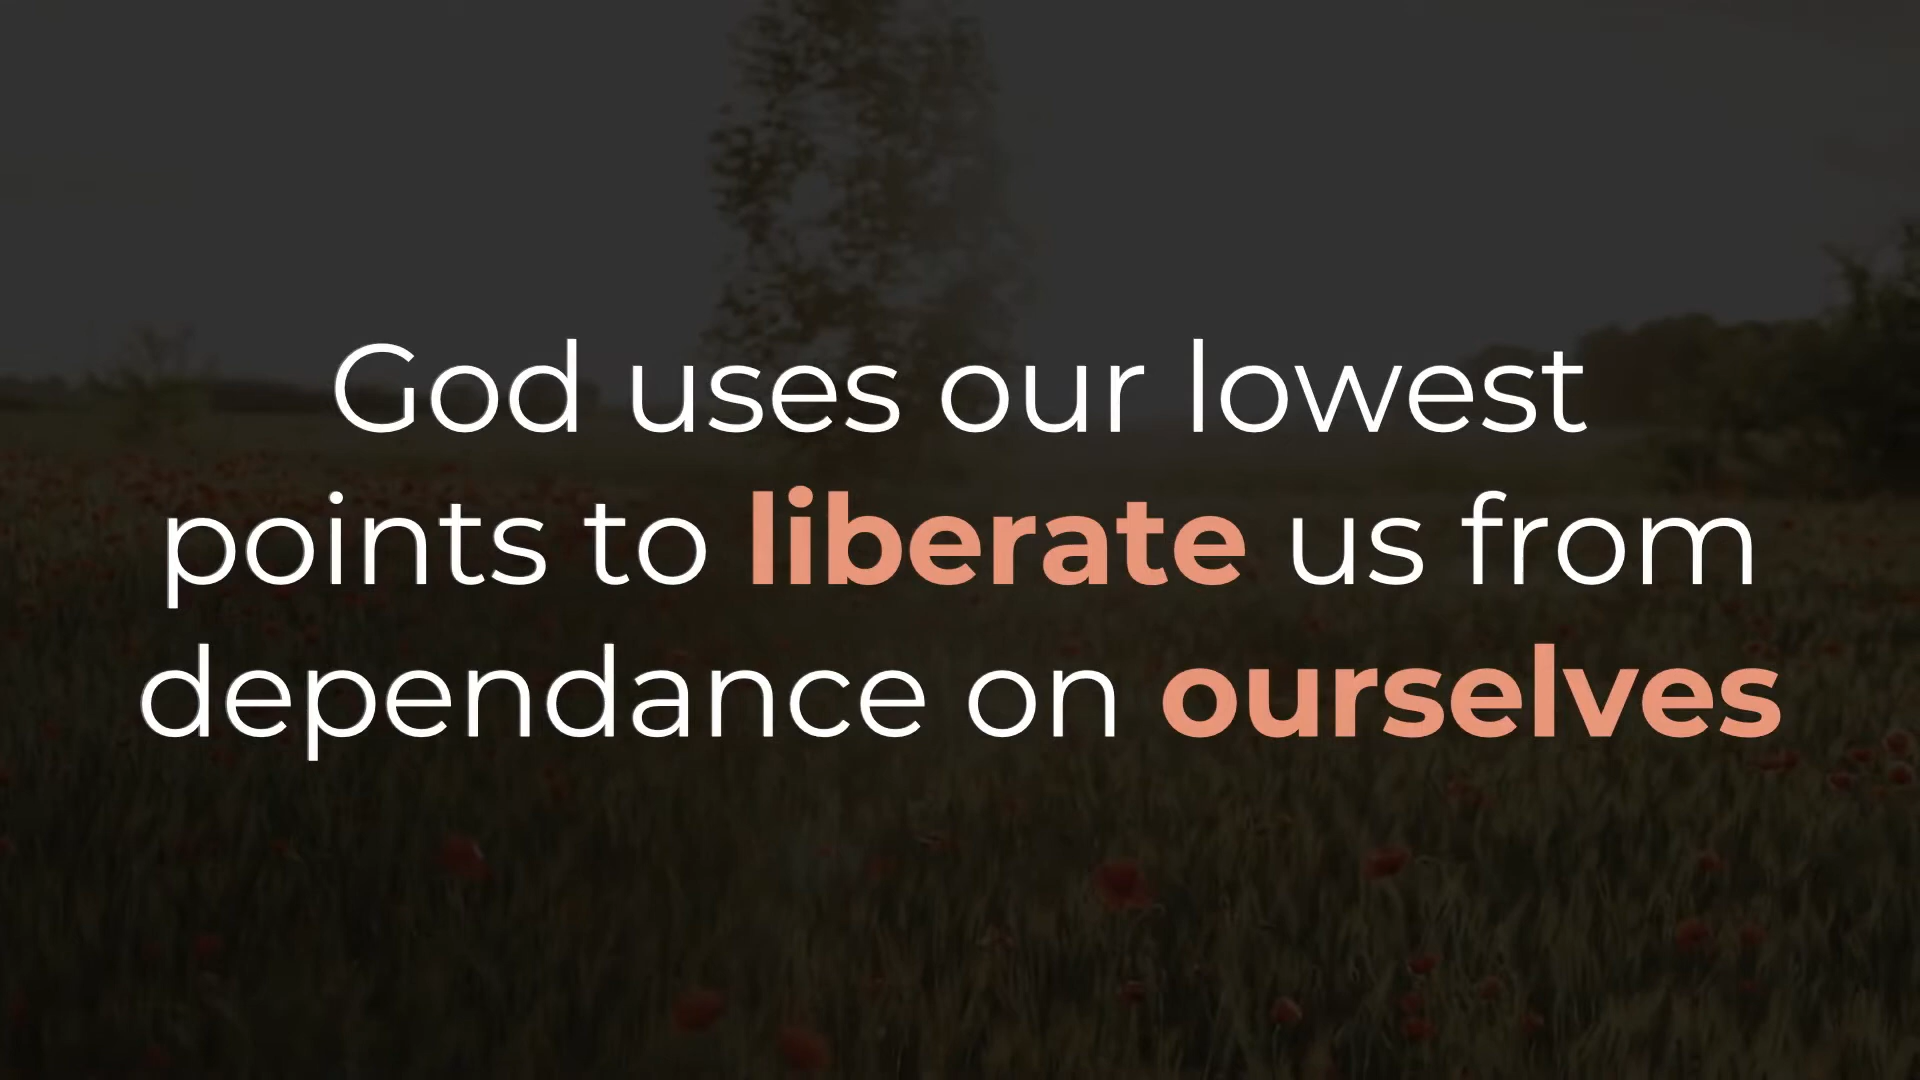 God uses our lowest
points to liberate us from
dependance on ourselves